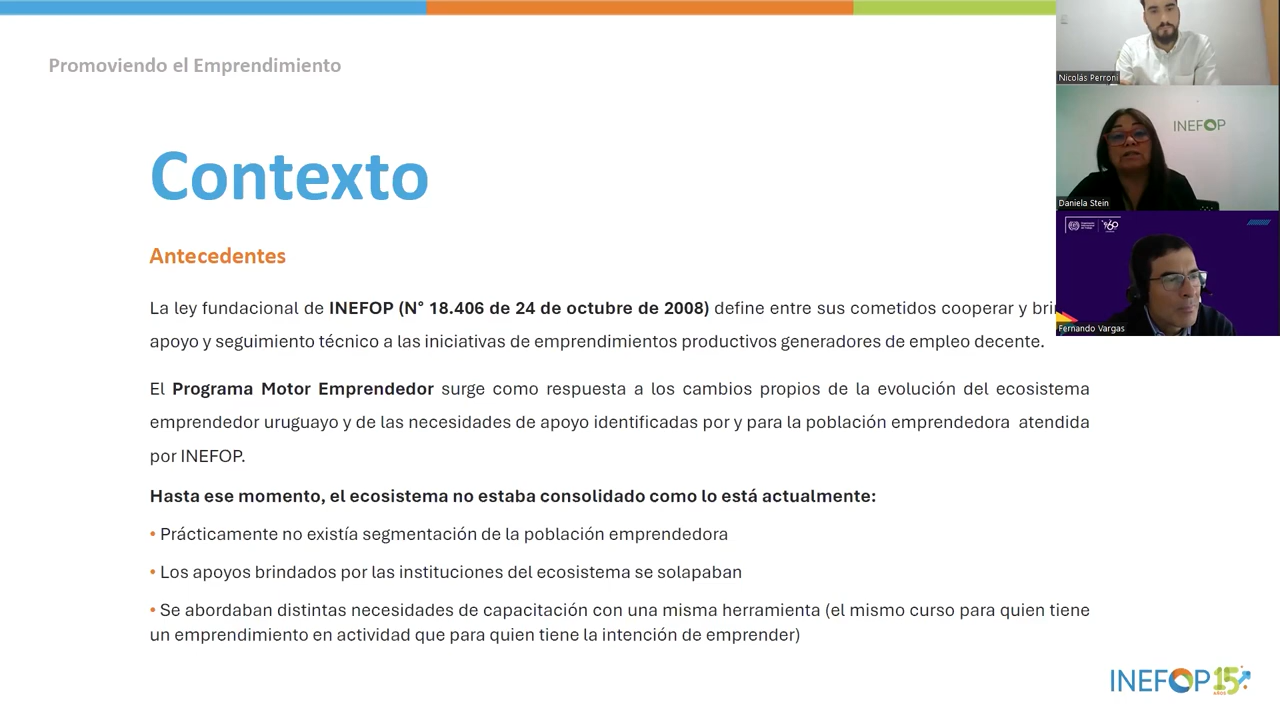 Promoviendo el Emprendimiento
Contexto
Antecedentes
La ley fundacional de INEFOP (N° 18.406 de 24 de octubre de 2008) define entre sus cometidos cooperar y
apoyo y seguimiento técnico a las iniciativas de emprendimientos productivos generadores de empleo decente.
El Programa Motor Emprendedor surge como respuesta a los cambios propios de la evolución del ecosistema
emprendedor uruguayo y de las necesidades de apoyo identificadas por y para la población emprendedora atendida
por INEFOP.
Hasta ese momento, el ecosistema no estaba consolidado como lo está actualmente:
• Prácticamente no existía segmentación de la población emprendedora
• Los apoyos brindados por las instituciones del ecosistema se solapaban
• Se abordaban distintas necesidades de capacitación con una misma herramienta (el mismo curso para quien tiene
un emprendimiento en actividad que para quien tiene la intención de emprender)
Nicolás Perroni
INEFOP
Daniela Stein
60
Fernando Vargas
INEFOP 15 AÑOS